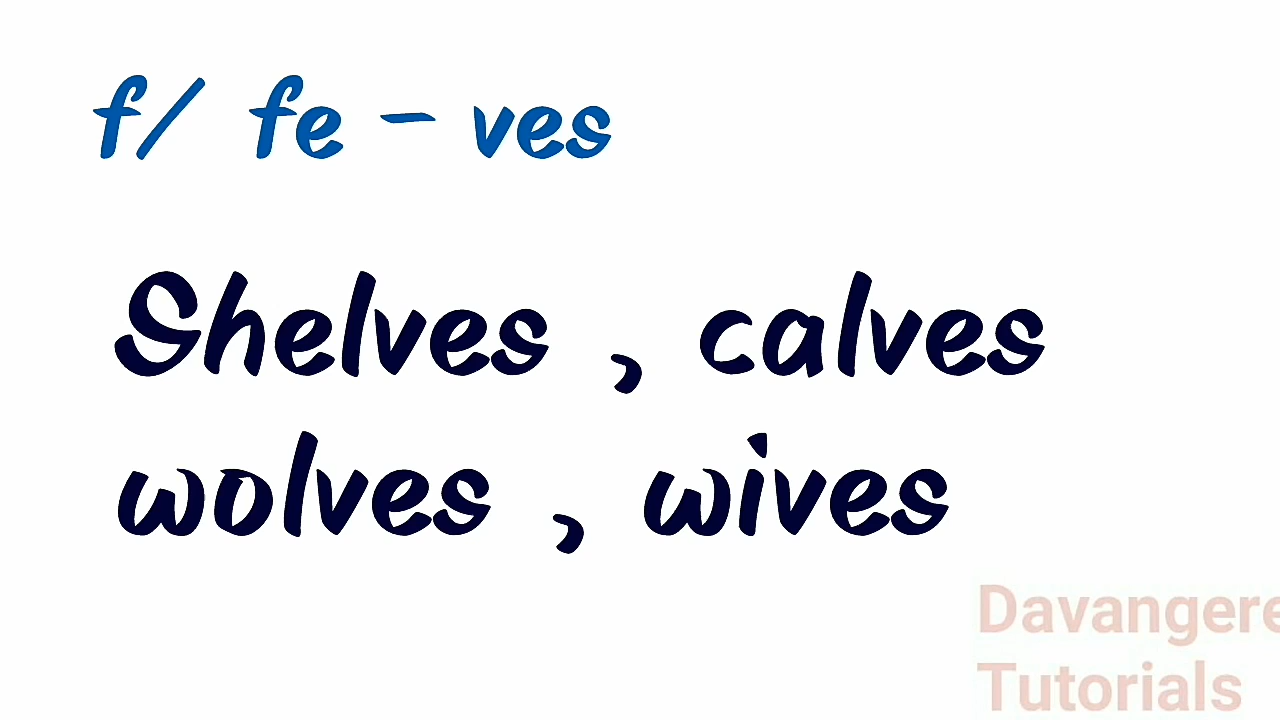 f/ fe - ves
Shelves , calves
wolves , wives
Davangere
Tutorials